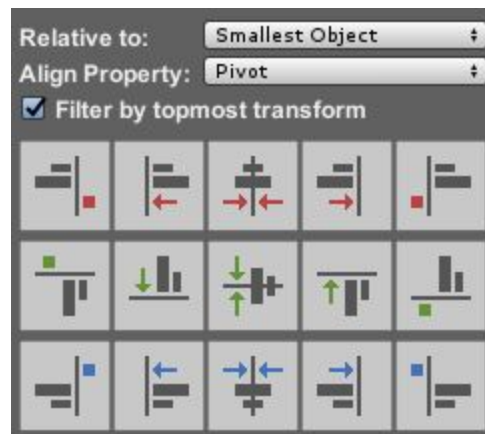 Relative to: Smallest Object
Align Property: Pivot
Filter by topmost transform